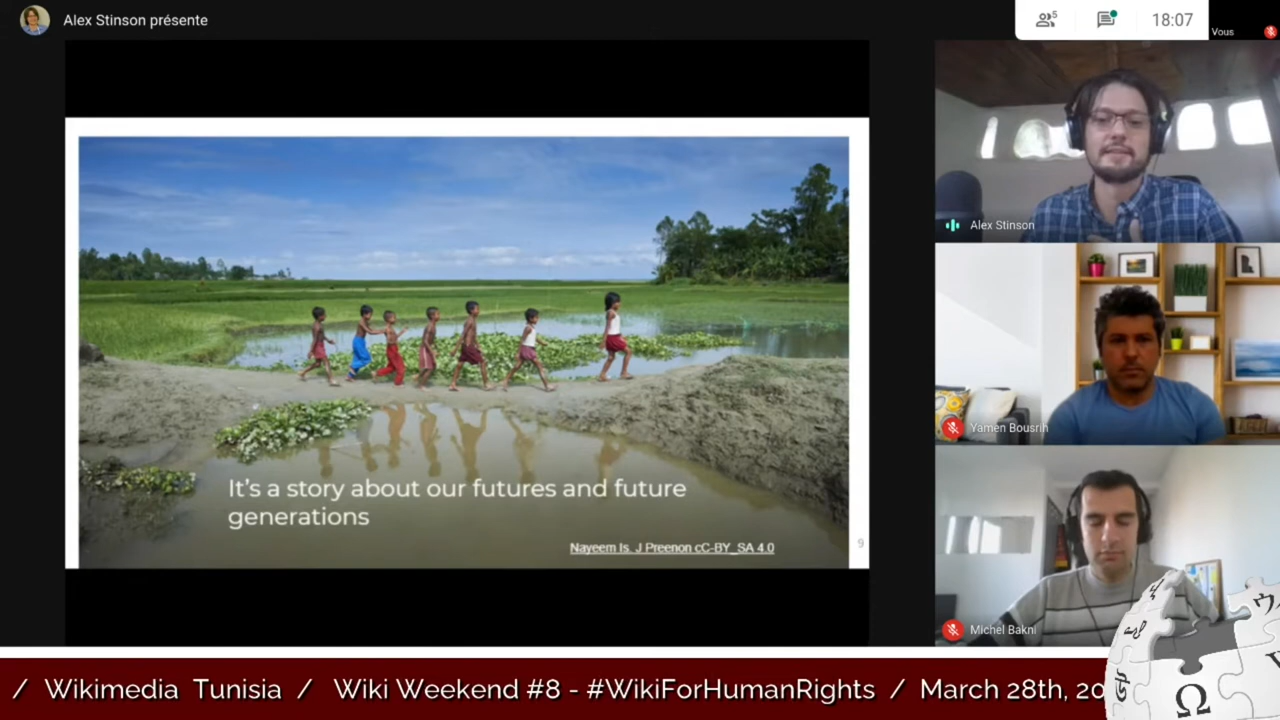 Alex Stinson présente
5
18:07
Vous
Alex Stinson
Yamen Bousrih
Michel Bakni
It's a story about our futures and future
generations
Nayeem Is. J Preenon cC-BY_SA 4.0
9
/ Wikimedia Tunisia / Wiki Weekend #8 - #WikiForHumanRights / March 28th, 20
Ω